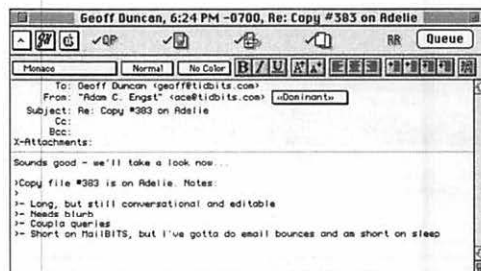 Geoff Duncan, 6:24 PM -0700, Re: Copy #383 on Adelie
QP RR Queue
Monaco Normal No Color B I U
To: Geoff Duncan <geoff@tidbits.com>
From: "Adam C. Engst" <ace@tidbits.com> «Dominant»
Subject: Re: Copy #383 on Adelie
Cc:
Bcc:
X-Attachments:
Sounds good - we'll take a look now...
>Copy file #383 is on Adelie. Notes:
>
>- Long, but still conversational and editable
>- Needs blurb
>- Coupla queries
>- Short on MailBITS, but I've gotta do email bounces and am short on sleep